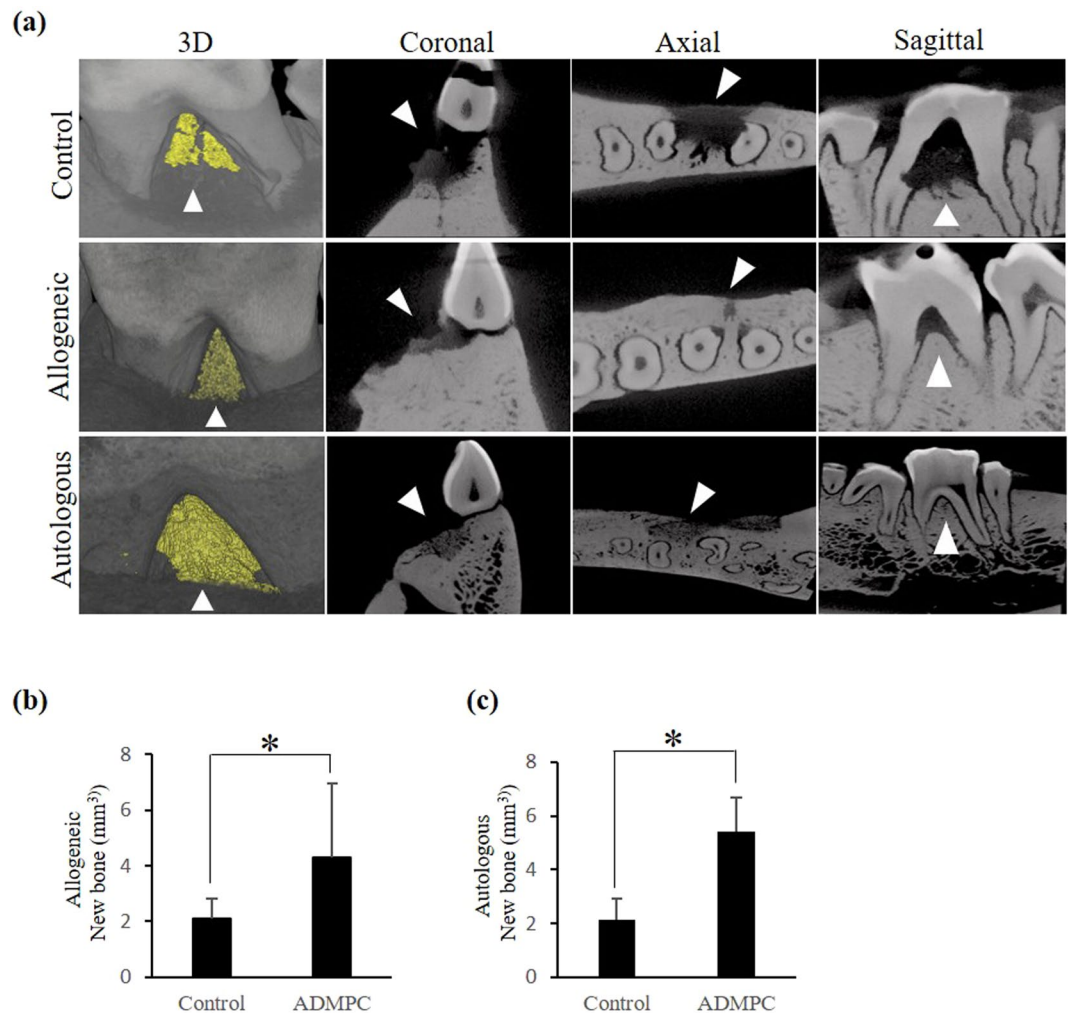 (a)
3D
Coronal
Axial
Sagittal
Control
Allogeneic
Autologous
(b)
Allogeneic
New bone (mm³⁾)
8
6
4
2
0
*
Control
ADMPC
(c)
Autologous
New bone (mm³⁾)
8
6
4
2
0
*
Control
ADMPC